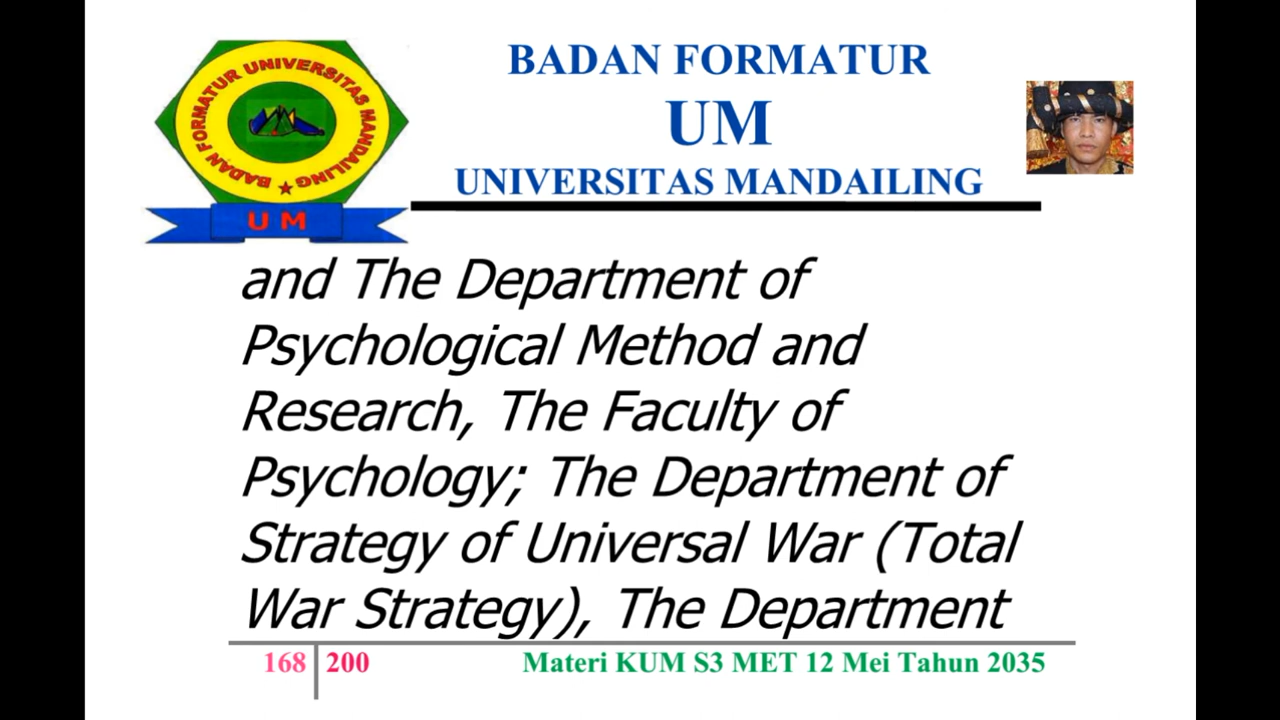 BADAN FORMATUR UNIVERSITAS MANDAILING
UM
BADAN FORMATUR
UM
UNIVERSITAS MANDAILING
and The Department of
Psychological Method and
Research, The Faculty of
Psychology; The Department of
Strategy of Universal War (Total
War Strategy), The Department
168 200 Materi KUM S3 MET 12 Mei Tahun 2035